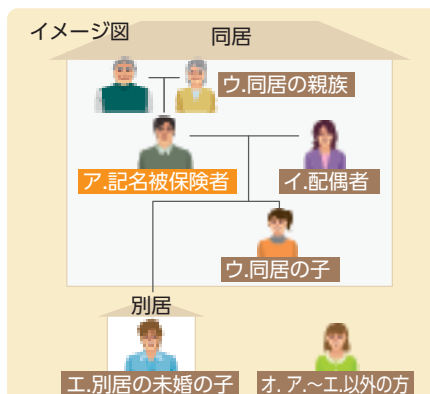 イメージ図
同居
ウ.同居の親族
ア.記名被保険者
イ.配偶者
ウ.同居の子
別居
エ.別居の未婚の子
オ. ア.~エ.以外の方